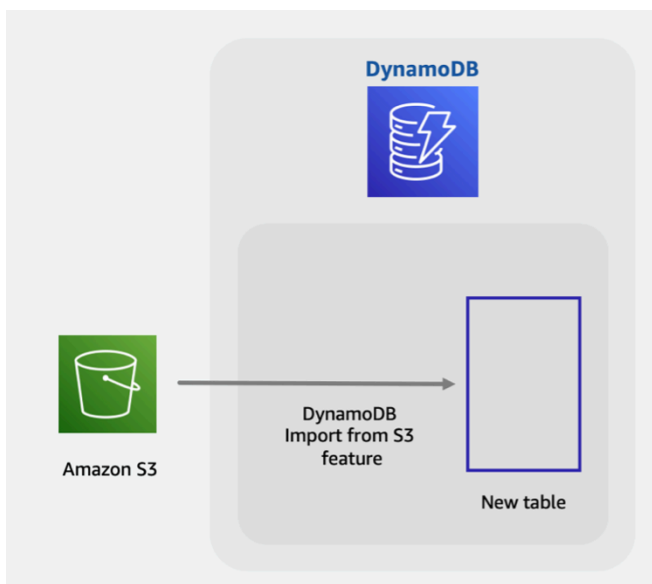 DynamoDB
DynamoDB
Import from S3
feature
Amazon S3
New table